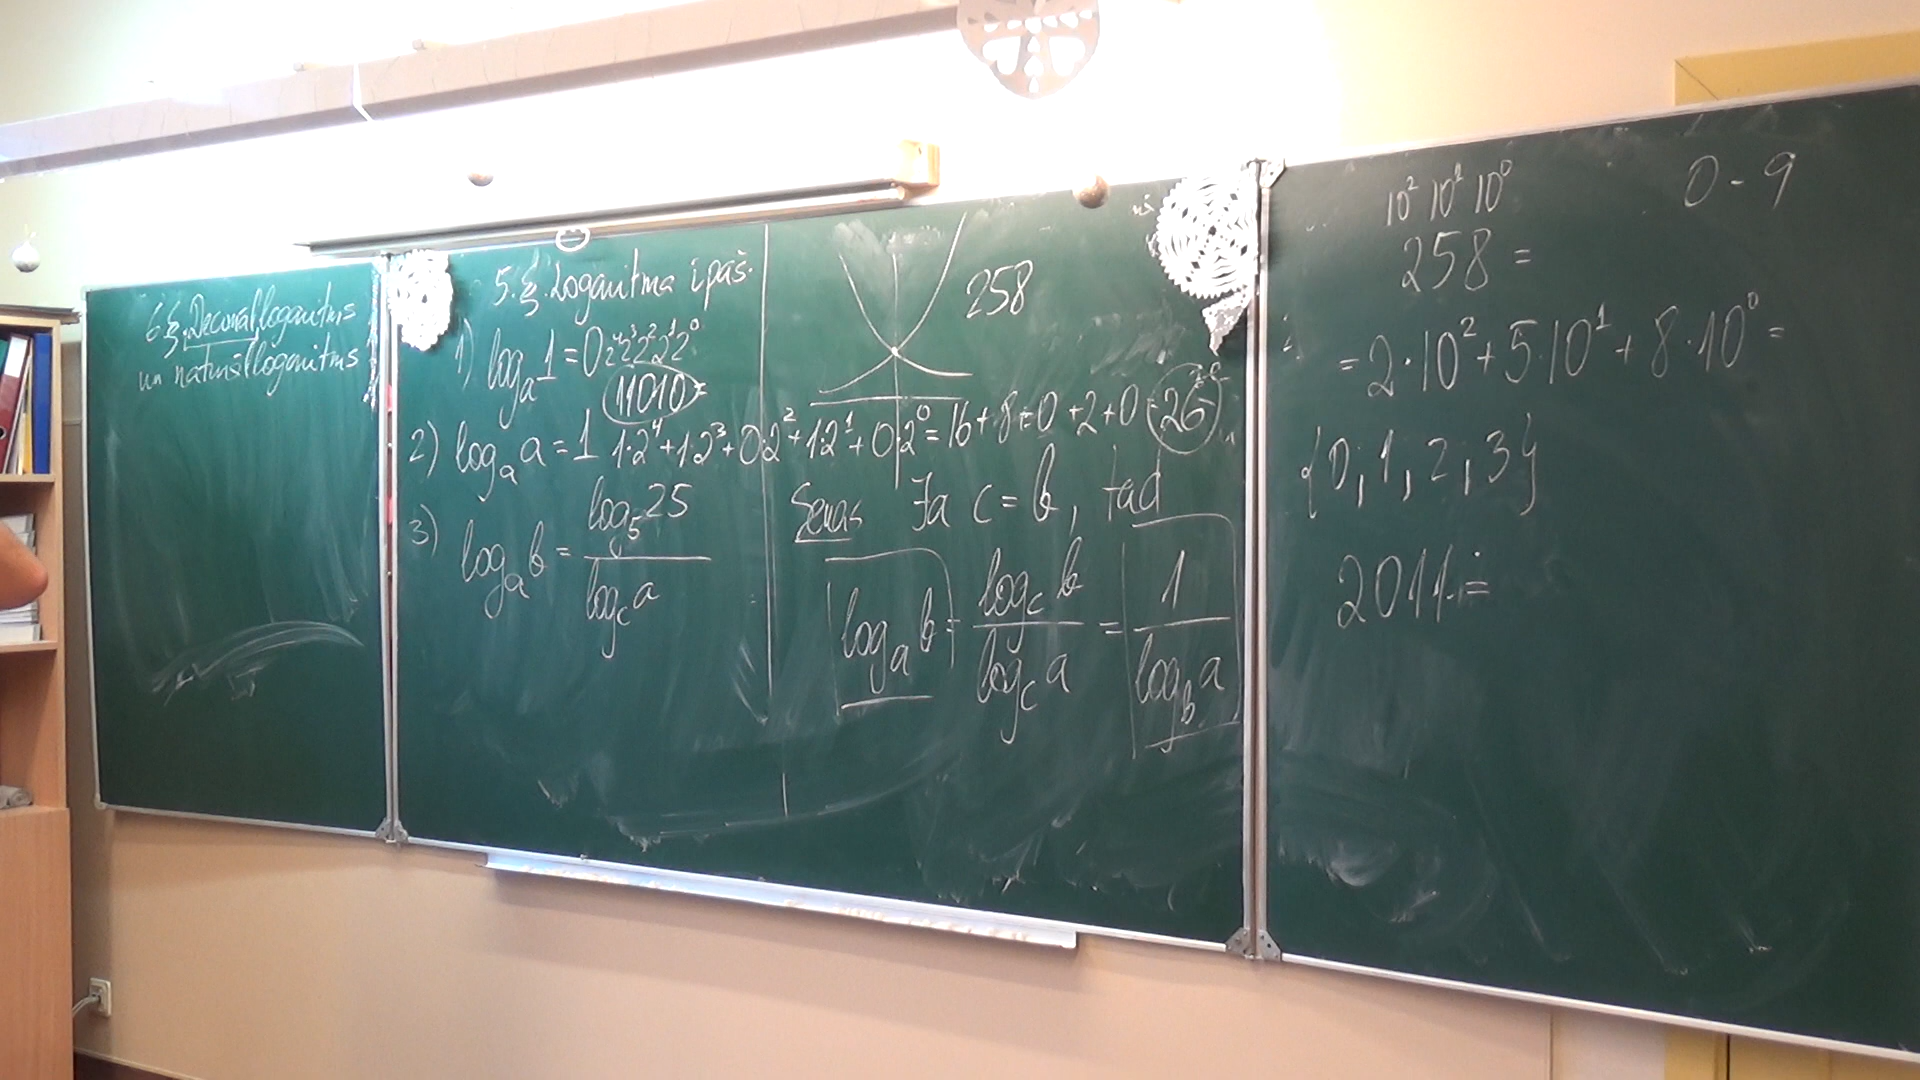 6.§. Decimāllogaritms
un naturāllogaritms
5.§. Logaritma īpaš.
1) logₐ1 = 0
2⁴2³2²2¹2⁰
11010 =
2) logₐa = 1
1·2⁴+1·2³+0·2²+1·2¹+0·2⁰=16+8+0+2+0=26
3) logₐb = log₅25 / log꜀a
258
Sekas Ja c = b, tad
logₐb = log꜀b / log꜀a = 1 / log_b a
10² 10¹ 10⁰
0 - 9
258 =
= 2·10²+5·10¹+8·10⁰ =
{0, 1, 2, 3}
2011 =